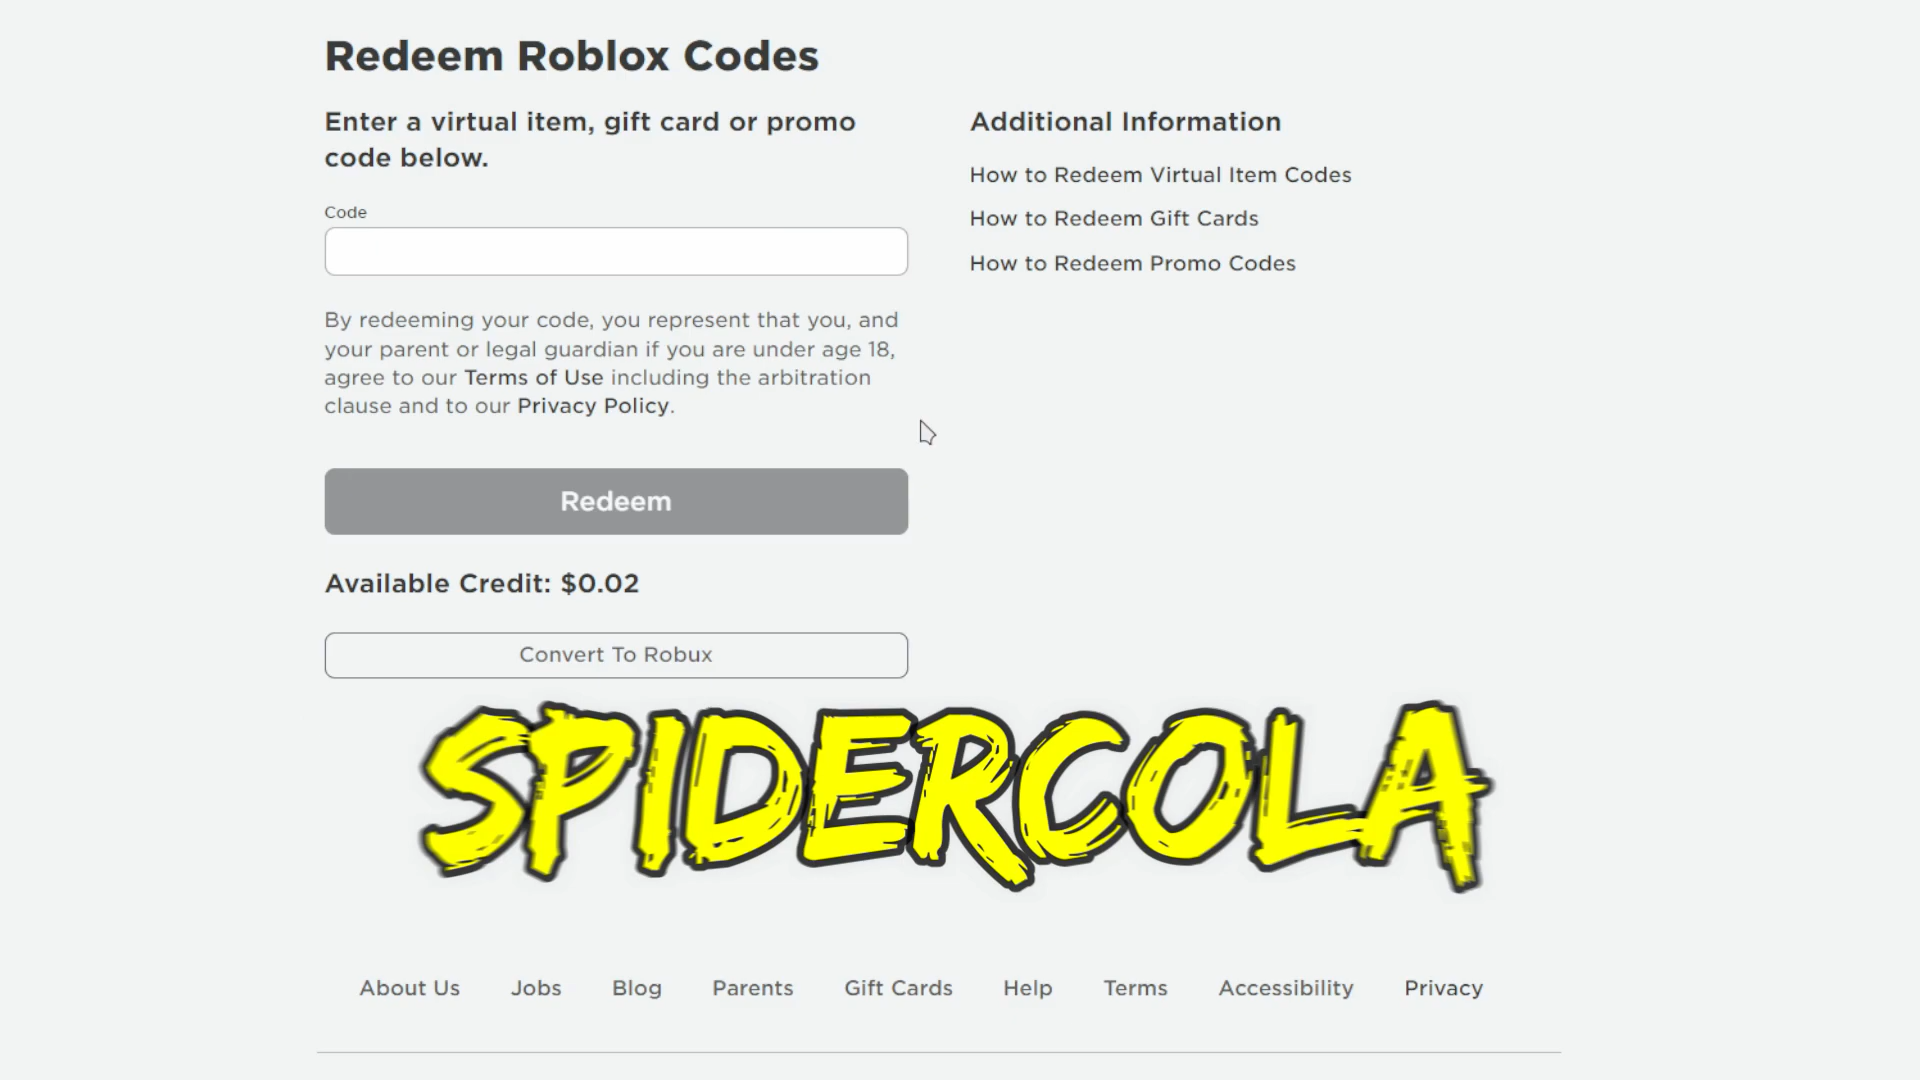 Redeem Roblox Codes
Enter a virtual item, gift card or promo
code below.
Code
By redeeming your code, you represent that you, and
your parent or legal guardian if you are under age 18,
agree to our Terms of Use including the arbitration
clause and to our Privacy Policy.
Redeem
Available Credit: $0.02
Convert To Robux
Additional Information
How to Redeem Virtual Item Codes
How to Redeem Gift Cards
How to Redeem Promo Codes
SPIDERCOLA
About Us Jobs Blog Parents Gift Cards Help Terms Accessibility Privacy